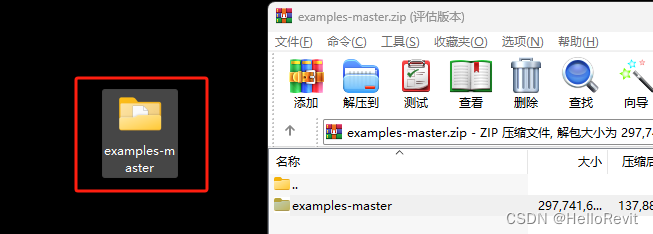 examples-m
aster
examples-master.zip (评估版本)
文件(F) 命令(C) 工具(S) 收藏夹(O) 选项(N) 帮助(H)
添加 解压到 测试 查看 删除 查找 向导
examples-master.zip - ZIP 压缩文件, 解包大小为 297,74
名称 大小 压缩后
..
examples-master 297,741,6... 137,88
CSDN @HelloRevit